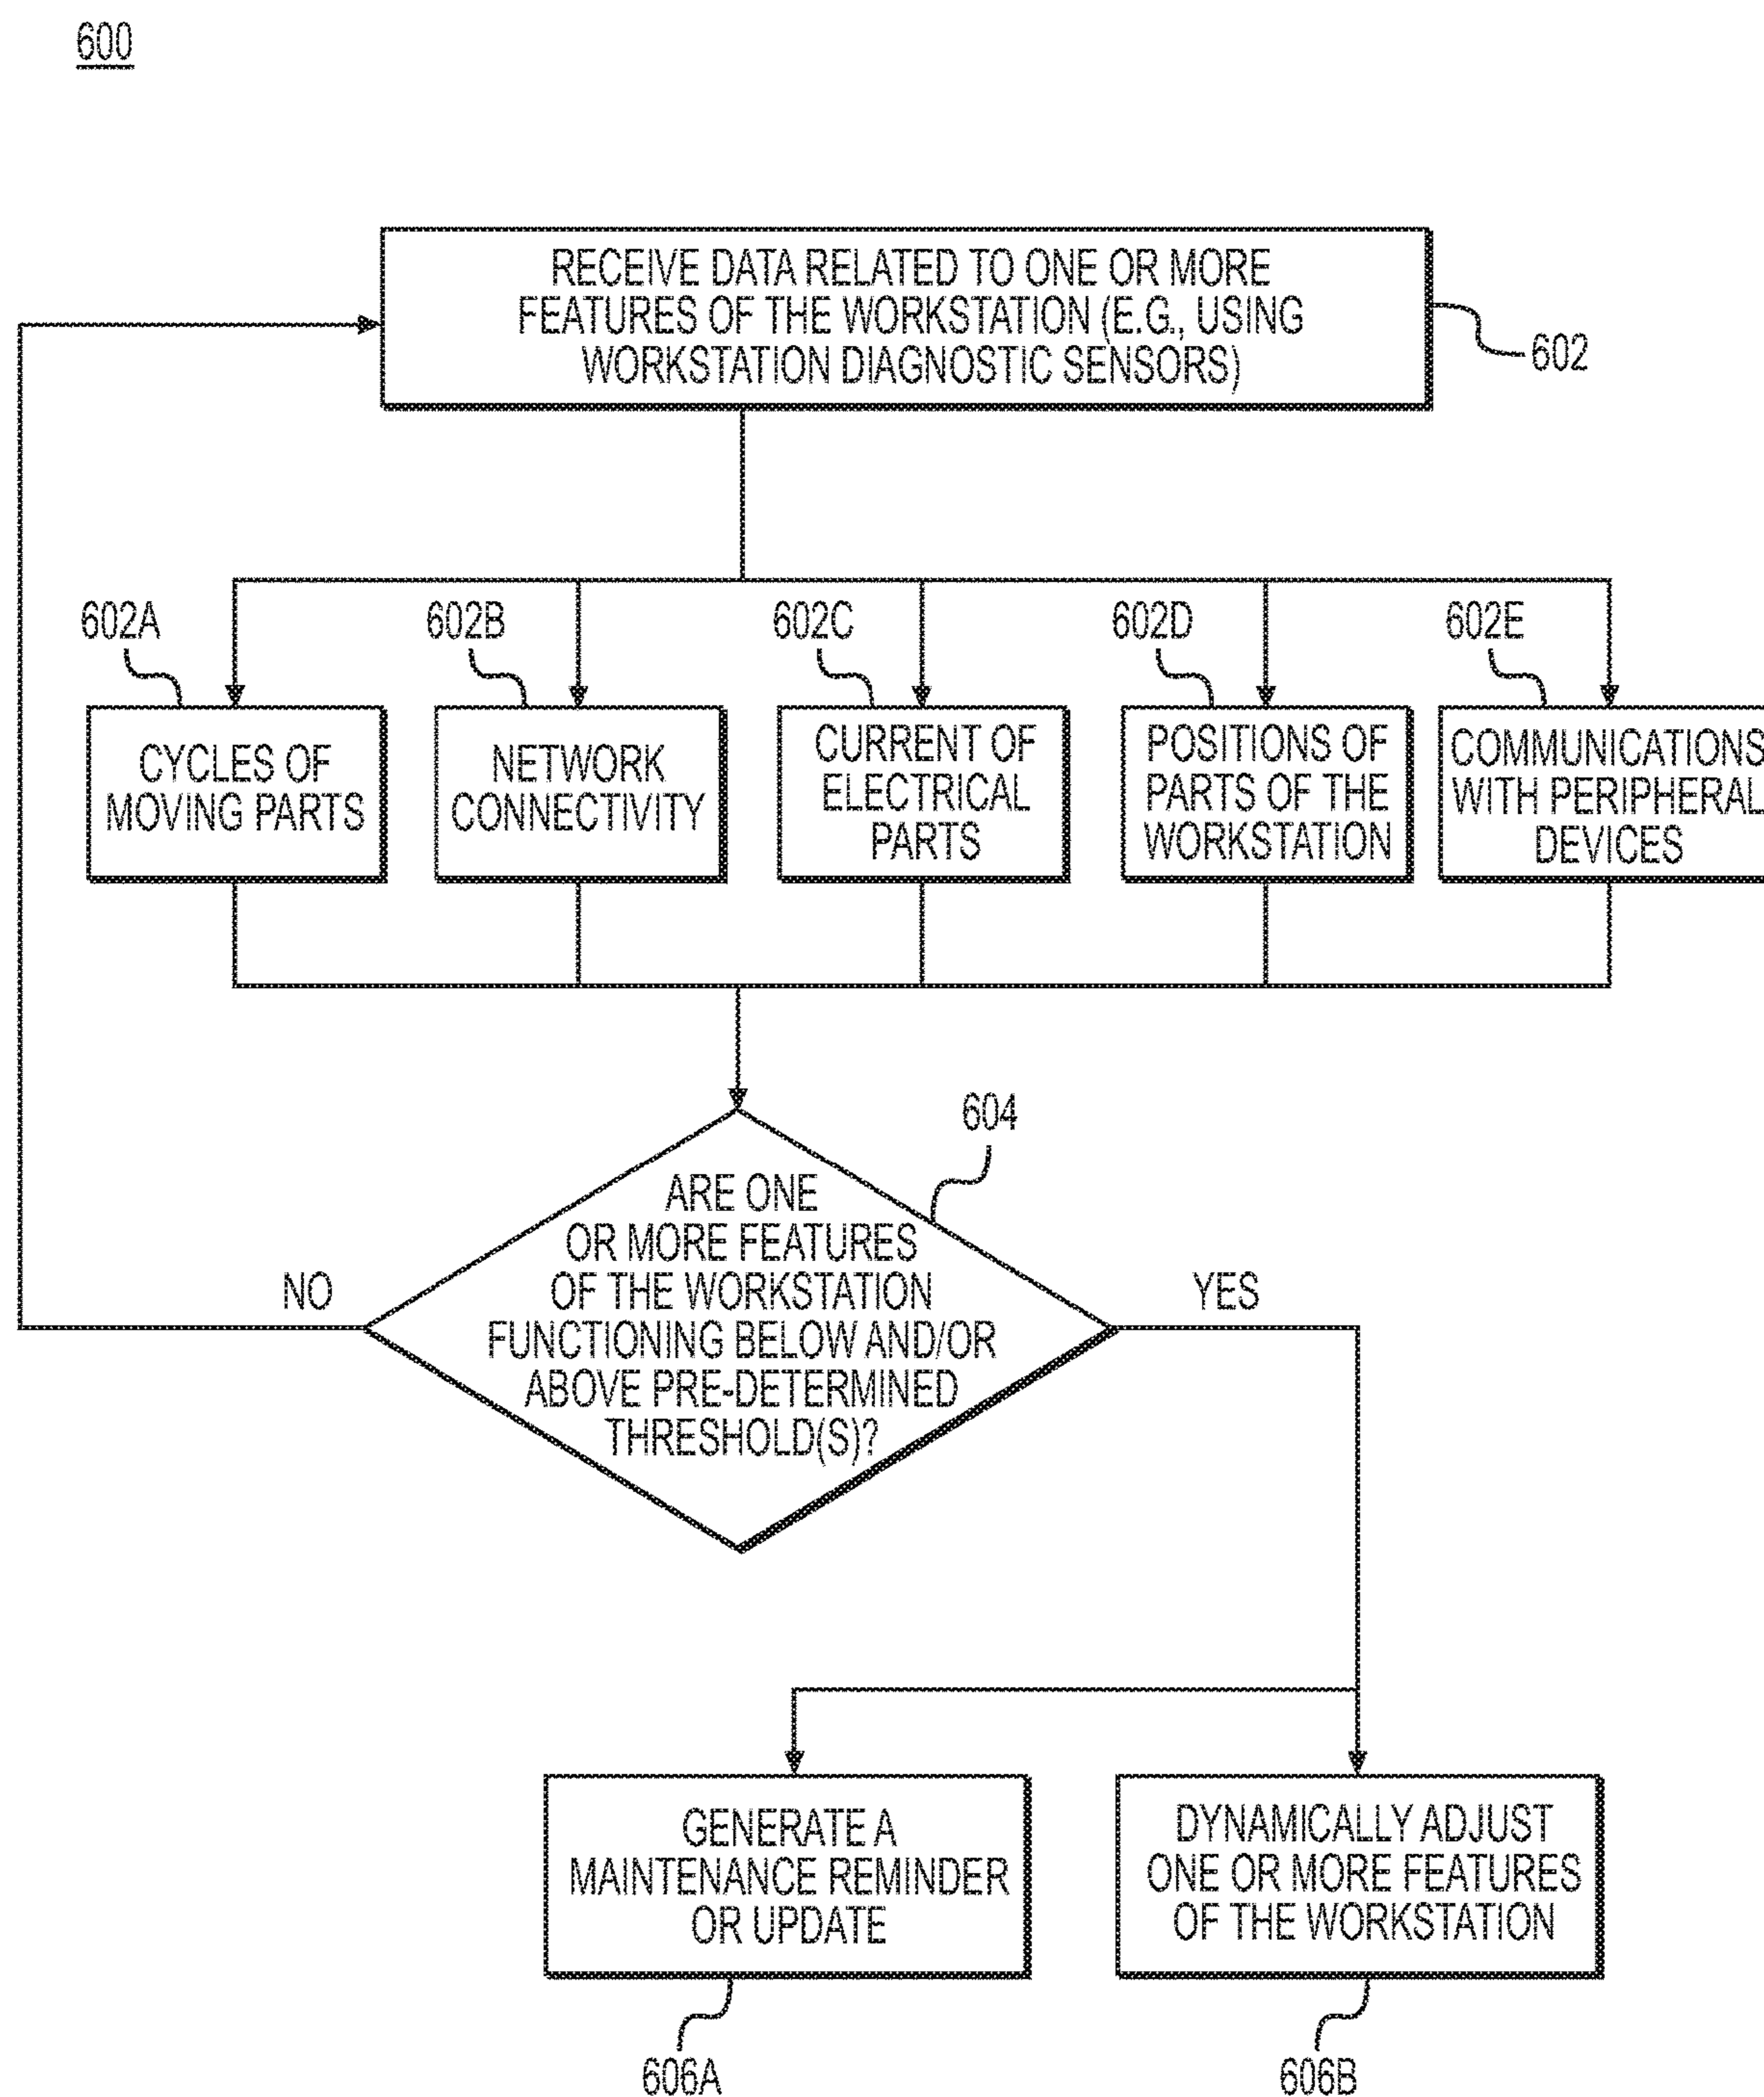 600
RECEIVE DATA RELATED TO ONE OR MORE
FEATURES OF THE WORKSTATION (E.G., USING
WORKSTATION DIAGNOSTIC SENSORS)
602
602A
602B
602C
602D
602E
CYCLES OF
MOVING PARTS
NETWORK
CONNECTIVITY
CURRENT OF
ELECTRICAL
PARTS
POSITIONS OF
PARTS OF THE
WORKSTATION
COMMUNICATIONS
WITH PERIPHERAL
DEVICES
604
ARE ONE
OR MORE FEATURES
OF THE WORKSTATION
FUNCTIONING BELOW AND/OR
ABOVE PRE-DETERMINED
THRESHOLD(S)?
NO
YES
GENERATE A
MAINTENANCE REMINDER
OR UPDATE
DYNAMICALLY ADJUST
ONE OR MORE FEATURES
OF THE WORKSTATION
606A
606B